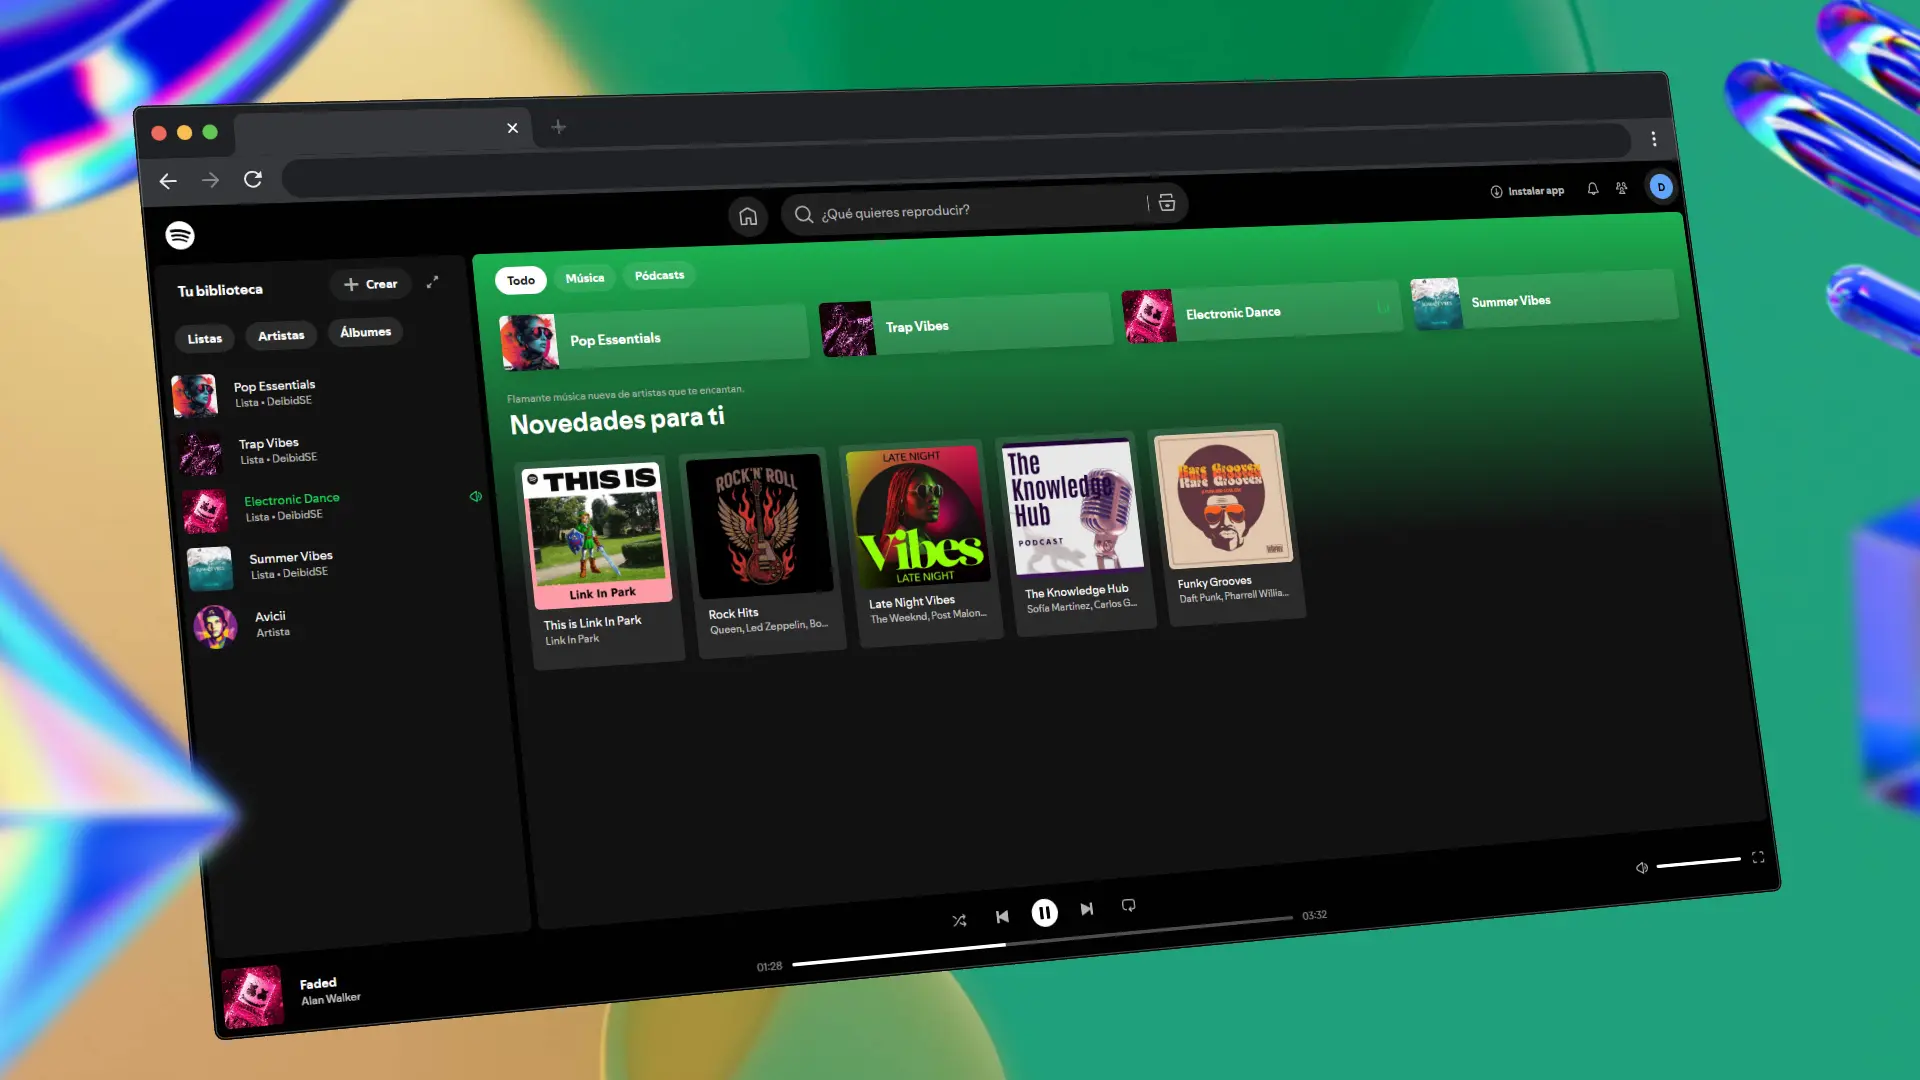 ¿Qué quieres reproducir?
Instalar app
D
Tu biblioteca
Crear
Listas
Artistas
Álbumes
Pop Essentials
Lista • DeibidSE
Trap Vibes
Lista • DeibidSE
Electronic Dance
Lista • DeibidSE
Summer Vibes
Lista • DeibidSE
Avicii
Artista
Todo
Música
Pódcasts
Pop Essentials
Trap Vibes
Electronic Dance
Summer Vibes
Flamante música nueva de artistas que te encantan.
Novedades para ti
THIS IS
Link In Park
This is Link In Park
Link In Park
ROCK'N'ROLL
Rock Hits
Queen, Led Zeppelin, Bo...
LATE NIGHT
Vibes
LATE NIGHT
Late Night Vibes
The Weeknd, Post Malon...
The
Knowledge
Hub
PODCAST
The Knowledge Hub
Sofía Martínez, Carlos G...
Rare Grooves
Rare Grooves
Funky Grooves
Daft Punk, Pharrell Willia...
Faded
Alan Walker
01:28
03:32